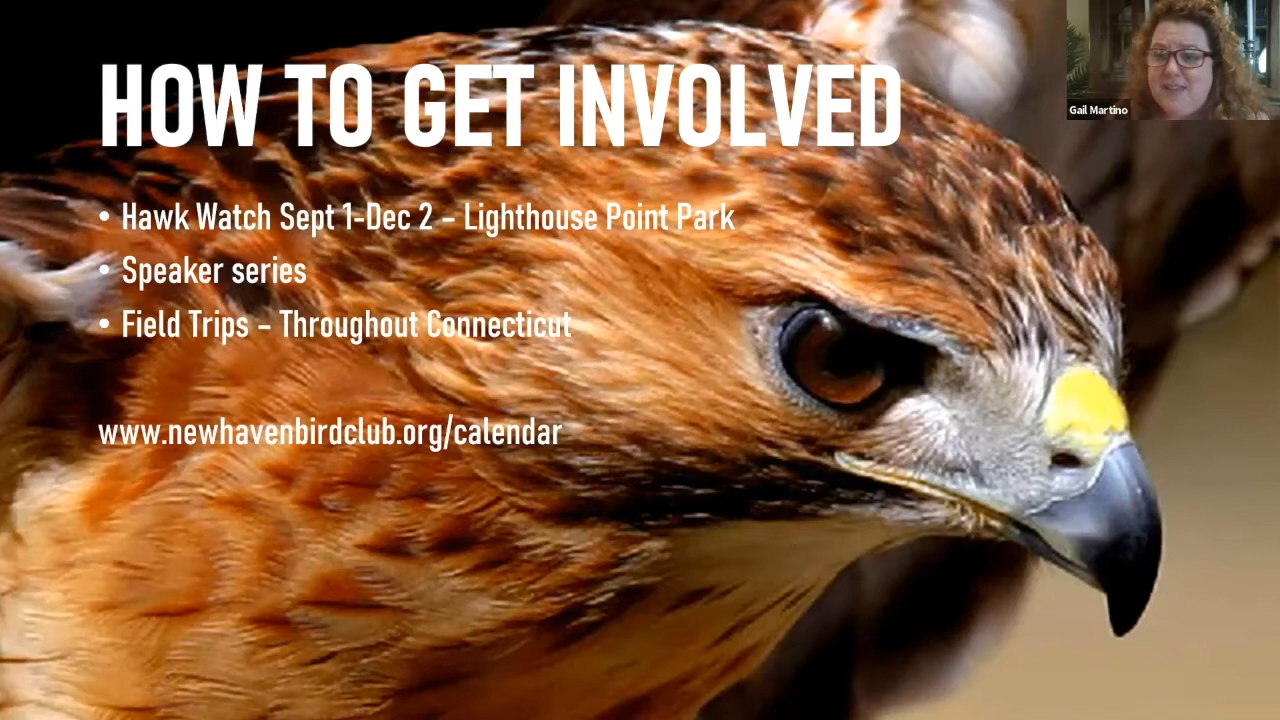 HOW TO GET INVOLVED
Gail Martino
• Hawk Watch Sept 1-Dec 2 – Lighthouse Point Park
• Speaker series
• Field Trips – Throughout Connecticut
www.newhavenbirdclub.org/calendar